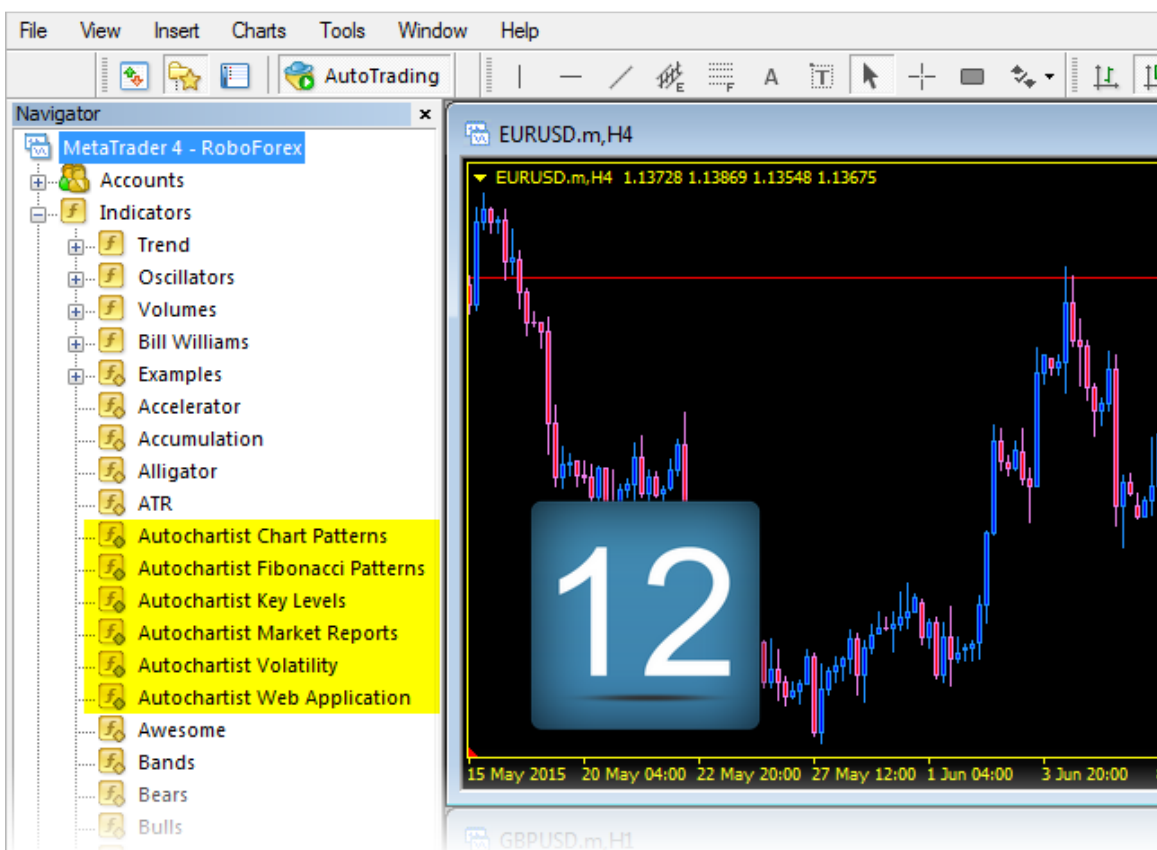 File View Insert Charts Tools Window Help
AutoTrading
E
F
A
T
Navigator
MetaTrader 4 - RoboForex
Accounts
Indicators
Trend
Oscillators
Volumes
Bill Williams
Examples
Accelerator
Accumulation
Alligator
ATR
Autochartist Chart Patterns
Autochartist Fibonacci Patterns
Autochartist Key Levels
Autochartist Market Reports
Autochartist Volatility
Autochartist Web Application
Awesome
Bands
Bears
Bulls
EURUSD.m,H4
EURUSD.m,H4 1.13728 1.13869 1.13548 1.13675
12
15 May 2015 20 May 04:00 22 May 20:00 27 May 12:00 1 Jun 04:00 3 Jun 20:00
GBPUSD.m,H1